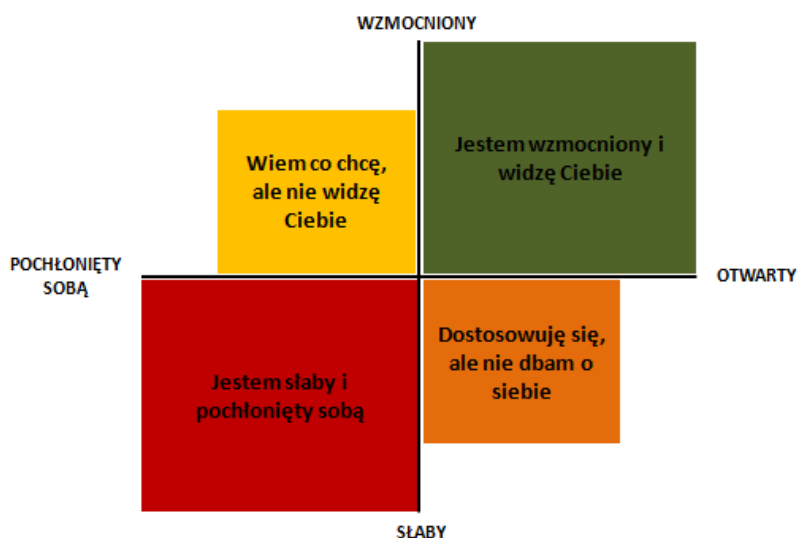 WZMOCNIONY
Wiem co chcę,
ale nie widzę
Ciebie
Jestem wzmocniony i
widzę Ciebie
POCHŁONIĘTY
SOBĄ
OTWARTY
Jestem słaby i
pochłonięty sobą
Dostosowuję się,
ale nie dbam o
siebie
SŁABY